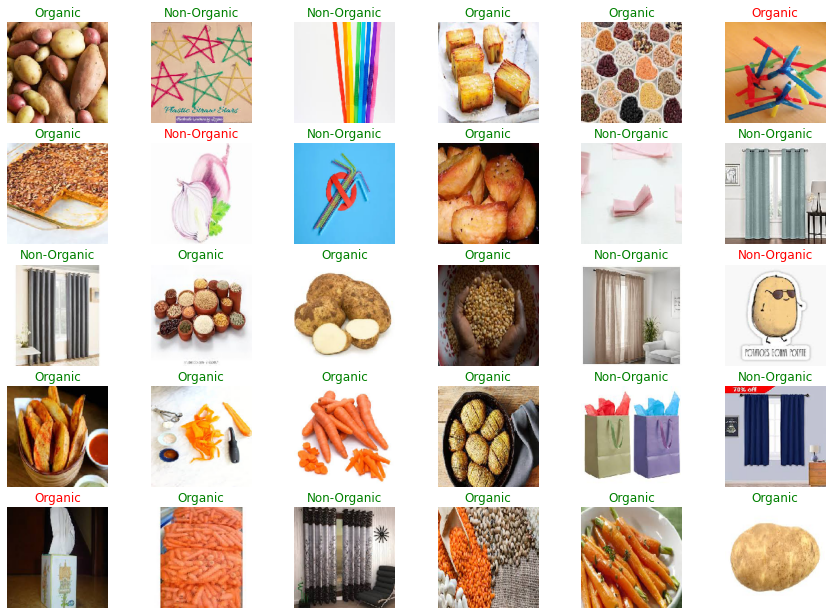 Organic Non-Organic Non-Organic Organic Organic Organic
Plastic Straw Stars
Organic Non-Organic Non-Organic Organic Non-Organic Non-Organic
Non-Organic Organic Organic Organic Non-Organic Non-Organic
POTATOES GONNA POTATE
Organic Organic Organic Organic Non-Organic Non-Organic
70% off
Organic Organic Non-Organic Organic Organic Organic